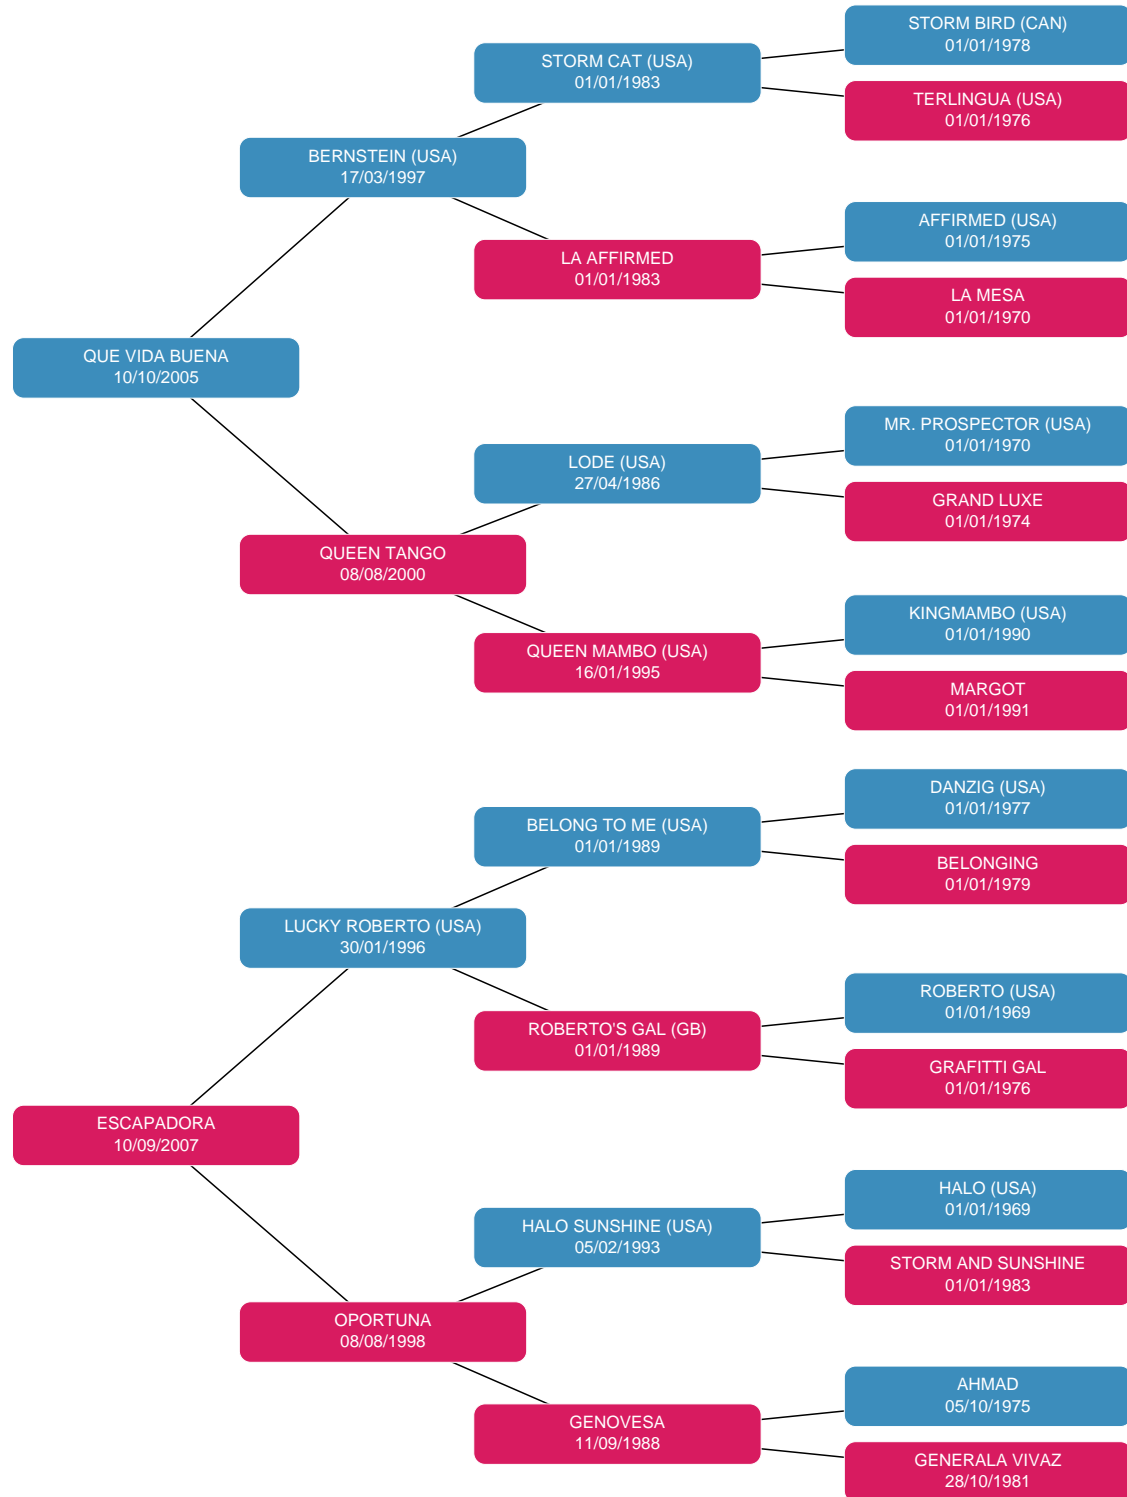 STORM BIRD (CAN)
01/01/1978
STORM CAT (USA)
01/01/1983
TERLINGUA (USA)
01/01/1976
BERNSTEIN (USA)
17/03/1997
AFFIRMED (USA)
01/01/1975
LA AFFIRMED
01/01/1983
LA MESA
01/01/1970
QUE VIDA BUENA
10/10/2005
MR. PROSPECTOR (USA)
01/01/1970
LODE (USA)
27/04/1986
GRAND LUXE
01/01/1974
QUEEN TANGO
08/08/2000
KINGMAMBO (USA)
01/01/1990
QUEEN MAMBO (USA)
16/01/1995
MARGOT
01/01/1991
DANZIG (USA)
01/01/1977
BELONG TO ME (USA)
01/01/1989
BELONGING
01/01/1979
LUCKY ROBERTO (USA)
30/01/1996
ROBERTO (USA)
01/01/1969
ROBERTO'S GAL (GB)
01/01/1989
GRAFITTI GAL
01/01/1976
ESCAPADORA
10/09/2007
HALO (USA)
01/01/1969
HALO SUNSHINE (USA)
05/02/1993
STORM AND SUNSHINE
01/01/1983
OPORTUNA
08/08/1998
AHMAD
05/10/1975
GENOVESA
11/09/1988
GENERALA VIVAZ
28/10/1981